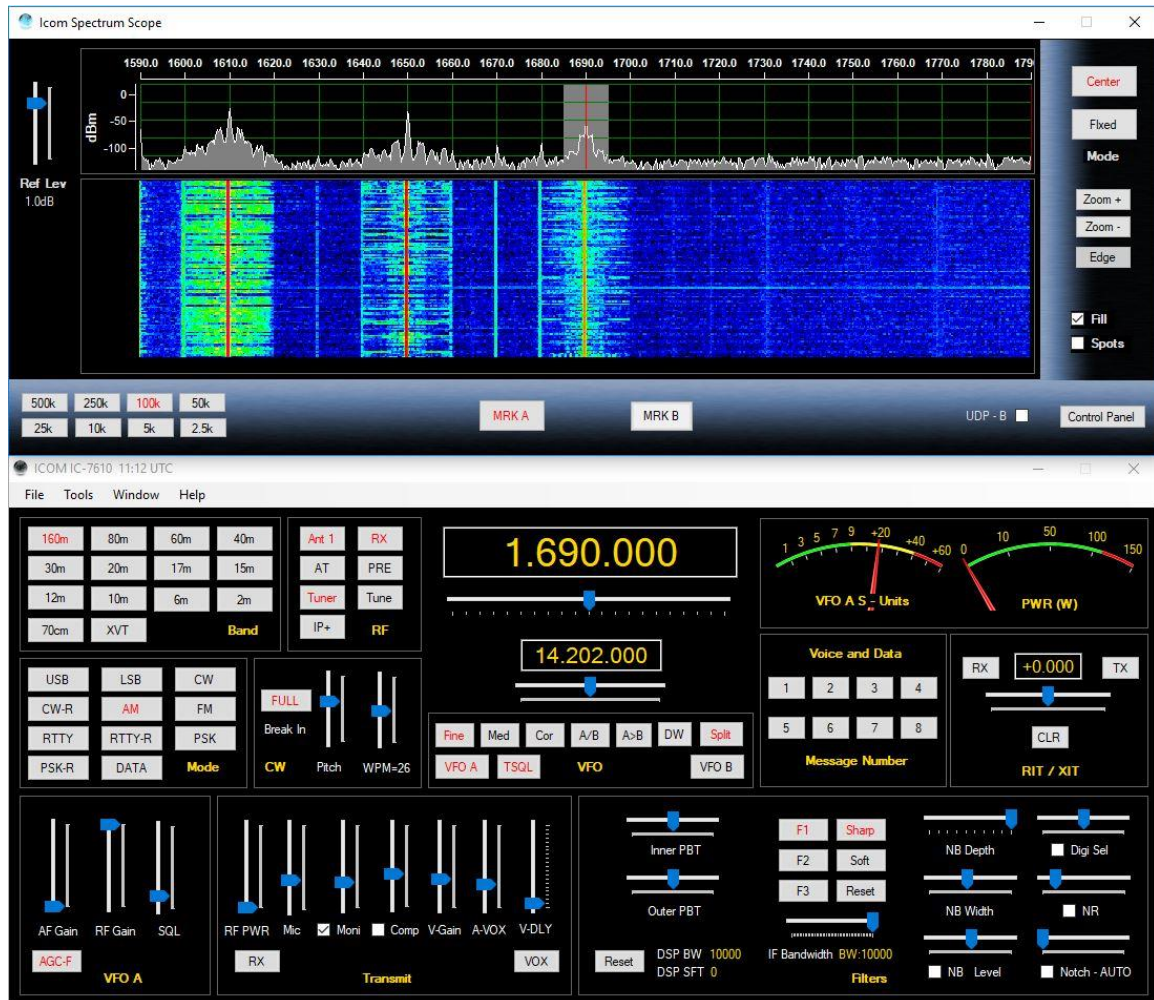 Icom Spectrum Scope
1590.0 1600.0 1610.0 1620.0 1630.0 1640.0 1650.0 1660.0 1670.0 1680.0 1690.0 1700.0 1710.0 1720.0 1730.0 1740.0 1750.0 1760.0 1770.0 1780.0 179
0
-50
-100
dBm
Ref Lev
1.0dB
Center
FIxed
Mode
Zoom +
Zoom -
Edge
Fill
Spots
500k 250k 100k 50k
25k 10k 5k 2.5k
MRK A MRK B
UDP - B
Control Panel
ICOM IC-7610 11:12 UTC
File Tools Window Help
160m 80m 60m 40m
30m 20m 17m 15m
12m 10m 6m 2m
70cm XVT Band
Ant 1 RX
AT PRE
Tuner Tune
IP+ RF
1.690.000
14.202.000
1 3 5 7 9 +20 +40 +60
VFO A S - Units
0 10 50 100 150
PWR (W)
USB LSB CW
CW-R AM FM
RTTY RTTY-R PSK
PSK-R DATA Mode
FULL
Break In
CW Pitch WPM=26
Fine Med Cor A/B A>B DW Split
VFO A TSQL VFO VFO B
Voice and Data
1 2 3 4
5 6 7 8
Message Number
RX +0.000 TX
CLR
RIT / XIT
AF Gain RF Gain SQL
AGC-F VFO A
RF PWR Mic Moni Comp V-Gain A-VOX V-DLY
RX Transmit VOX
Inner PBT
Outer PBT
Reset
DSP BW 10000
DSP SFT 0
F1 Sharp
F2 Soft
F3 Reset
IF Bandwidth BW:10000
Filters
NB Depth Digi Sel
NB Width NR
NB Level Notch - AUTO